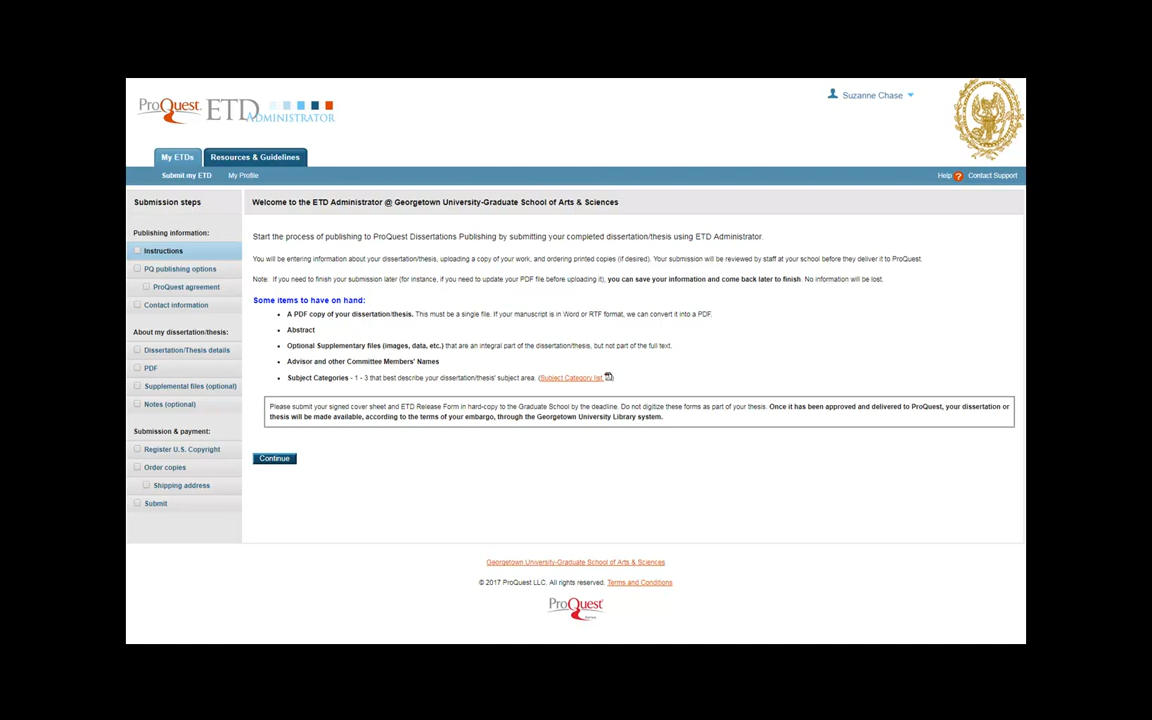 ProQuest ETD ADMINISTRATOR
Suzanne Chase
My ETDs
Resources & Guidelines
Submit my ETD
My Profile
Help ?
Contact Support
Submission steps
Publishing information:
Instructions
PQ publishing options
ProQuest agreement
Contact information
About my dissertation/thesis:
Dissertation/Thesis details
PDF
Supplemental files (optional)
Notes (optional)
Submission & payment:
Register U.S. Copyright
Order copies
Shipping address
Submit
Welcome to the ETD Administrator @ Georgetown University-Graduate School of Arts & Sciences
Start the process of publishing to ProQuest Dissertations Publishing by submitting your completed dissertation/thesis using ETD Administrator.
You will be entering information about your dissertation/thesis, uploading a copy of your work, and ordering printed copies (if desired). Your submission will be reviewed by staff at your school before they deliver it to ProQuest.
Note: If you need to finish your submission later (for instance, if you need to update your PDF file before uploading it), you can save your information and come back later to finish. No information will be lost.
Some items to have on hand:
• A PDF copy of your dissertation/thesis. This must be a single file. If your manuscript is in Word or RTF format, we can convert it into a PDF.
• Abstract
• Optional Supplementary files (images, data, etc.) that are an integral part of the dissertation/thesis, but not part of the full text.
• Advisor and other Committee Members' Names
• Subject Categories - 1 - 3 that best describe your dissertation/thesis' subject area. (Subject Category list)
Please submit your signed cover sheet and ETD Release Form in hard-copy to the Graduate School by the deadline. Do not digitize these forms as part of your thesis. Once it has been approved and delivered to ProQuest, your dissertation or
thesis will be made available, according to the terms of your embargo, through the Georgetown University Library system.
Continue
Georgetown University-Graduate School of Arts & Sciences
© 2017 ProQuest LLC. All rights reserved. Terms and Conditions
ProQuest